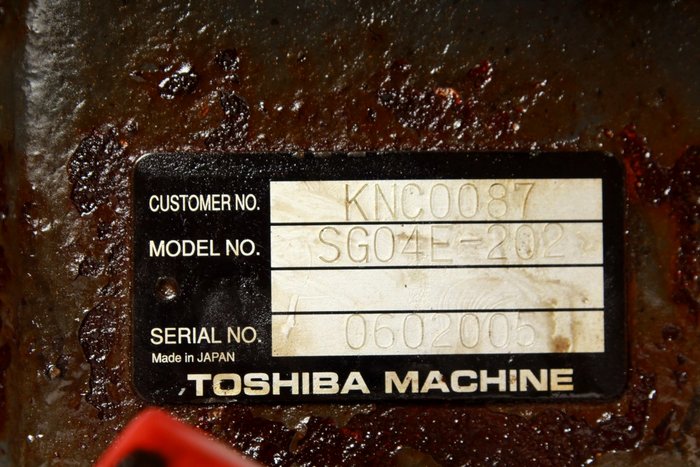 CUSTOMER NO. KNC0087
MODEL NO. SG04E-202
SERIAL NO. 0602005
Made in JAPAN
TOSHIBA MACHINE